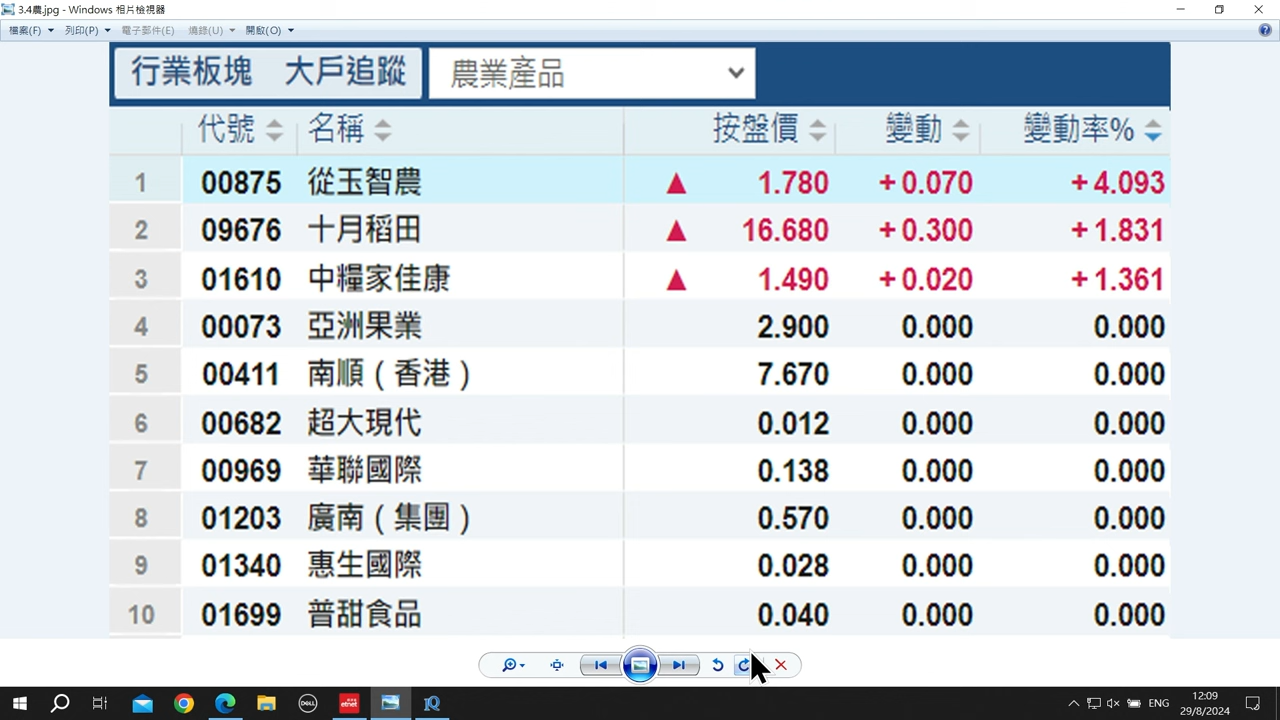 3.4農.jpg - Windows 相片檢視器
檔案(F) 列印(P) 電子郵件(E) 燒錄(U) 開啟(O)
行業板塊 大戶追蹤 農業產品
代號 名稱 按盤價 變動 變動率%
1 00875 從玉智農 ▲ 1.780 +0.070 +4.093
2 09676 十月稻田 ▲ 16.680 +0.300 +1.831
3 01610 中糧家佳康 ▲ 1.490 +0.020 +1.361
4 00073 亞洲果業 2.900 0.000 0.000
5 00411 南順（香港） 7.670 0.000 0.000
6 00682 超大現代 0.012 0.000 0.000
7 00969 華聯國際 0.138 0.000 0.000
8 01203 廣南（集團） 0.570 0.000 0.000
9 01340 惠生國際 0.028 0.000 0.000
10 01699 普甜食品 0.040 0.000 0.000
DELL etnet IQ ENG 12:09
29/8/2024